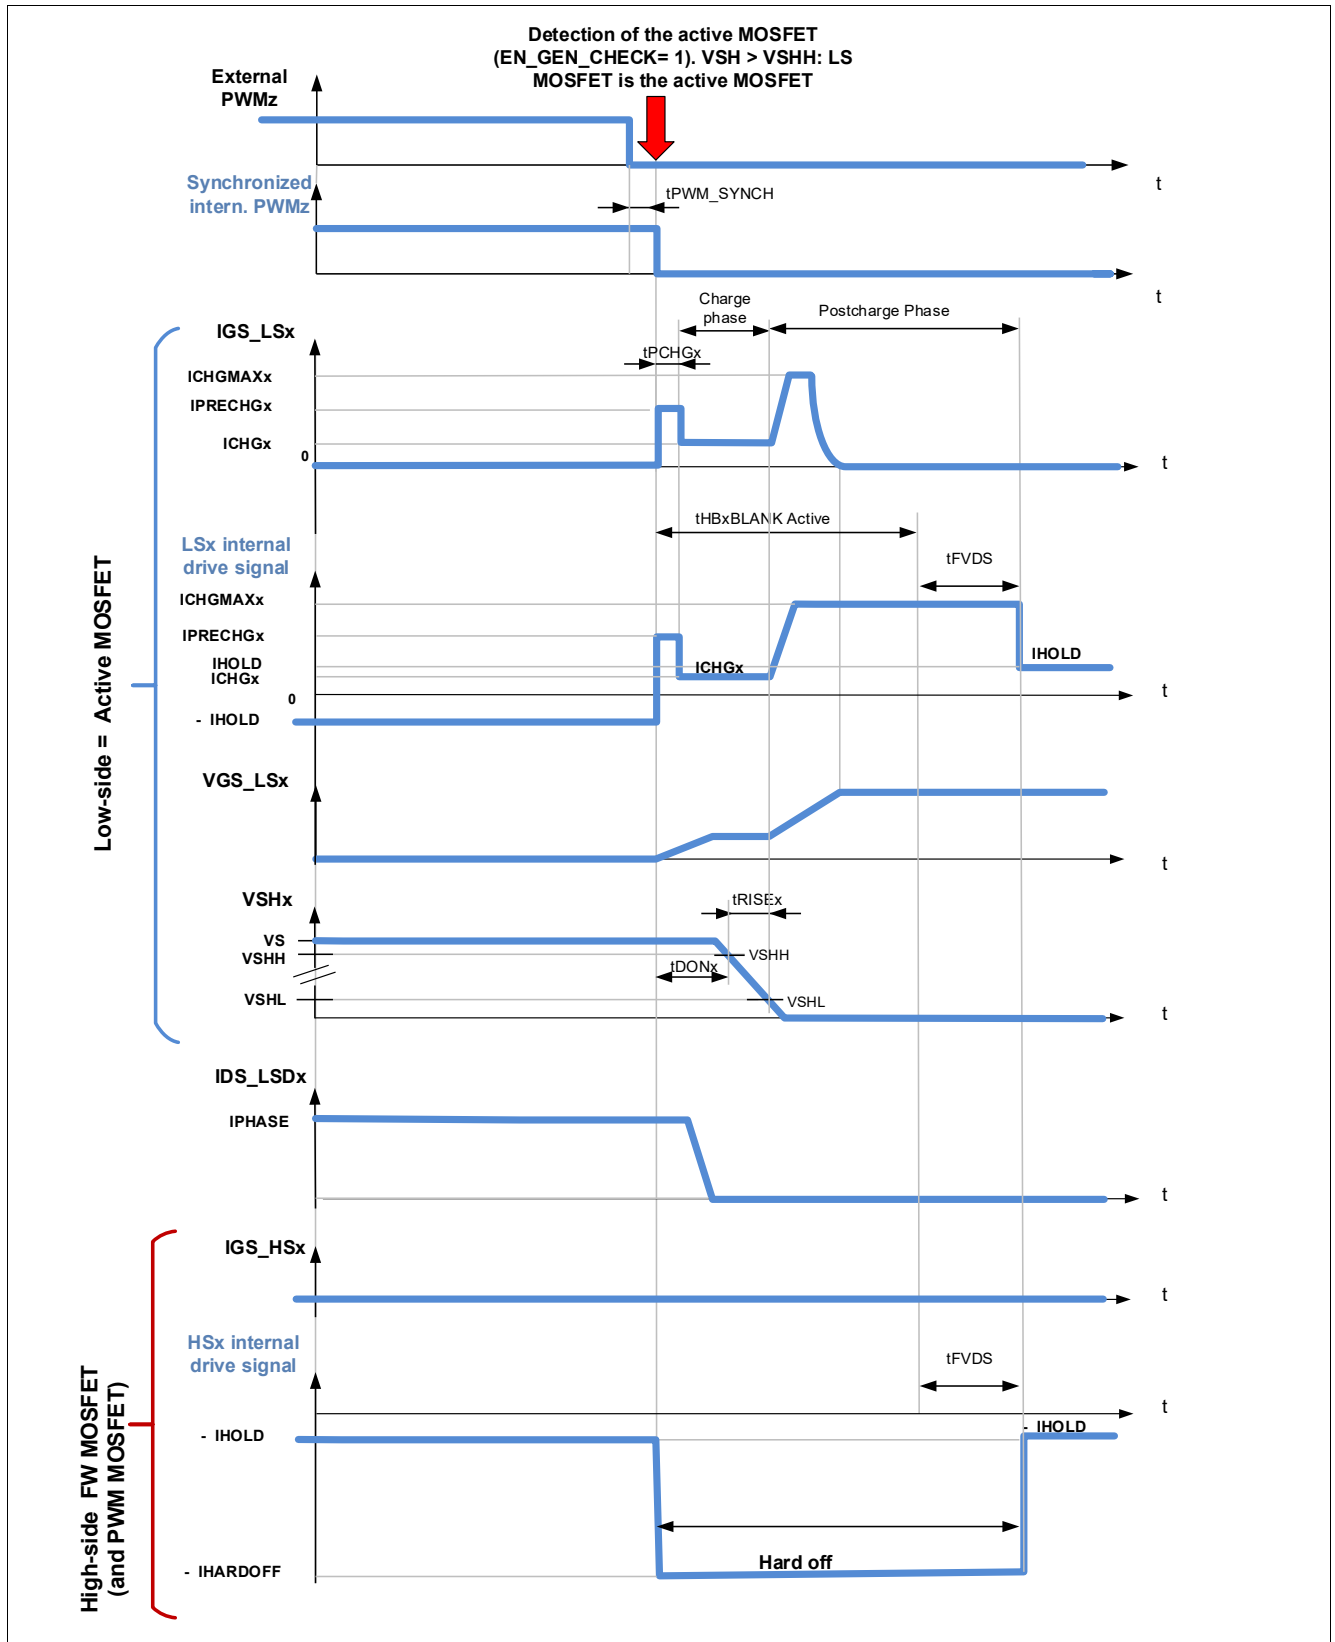 Detection of the active MOSFET
(EN_GEN_CHECK= 1). VSH > VSHH: LS
MOSFET is the active MOSFET
External
PWMz
t
Synchronized
intern. PWMz
tPWM_SYNCH
t
Charge
phase
Postcharge Phase
IGS_LSx
tPCHGx
ICHGMAXx
IPRECHGx
ICHGx
0
t
tHBxBLANK Active
LSx internal
drive signal
tFVDS
ICHGMAXx
IPRECHGx
IHOLD
ICHGx
ICHGx
IHOLD
0
t
- IHOLD
VGS_LSx
t
VSHx
tRISEx
VS
VSHH
VSHH
tDONx
VSHL
VSHL
t
Low-side = Active MOSFET
IDS_LSDx
IPHASE
t
IGS_HSx
t
HSx internal
drive signal
tFVDS
t
- IHOLD
- IHOLD
Hard off
- IHARDOFF
High-side FW MOSFET
(and PWM MOSFET)